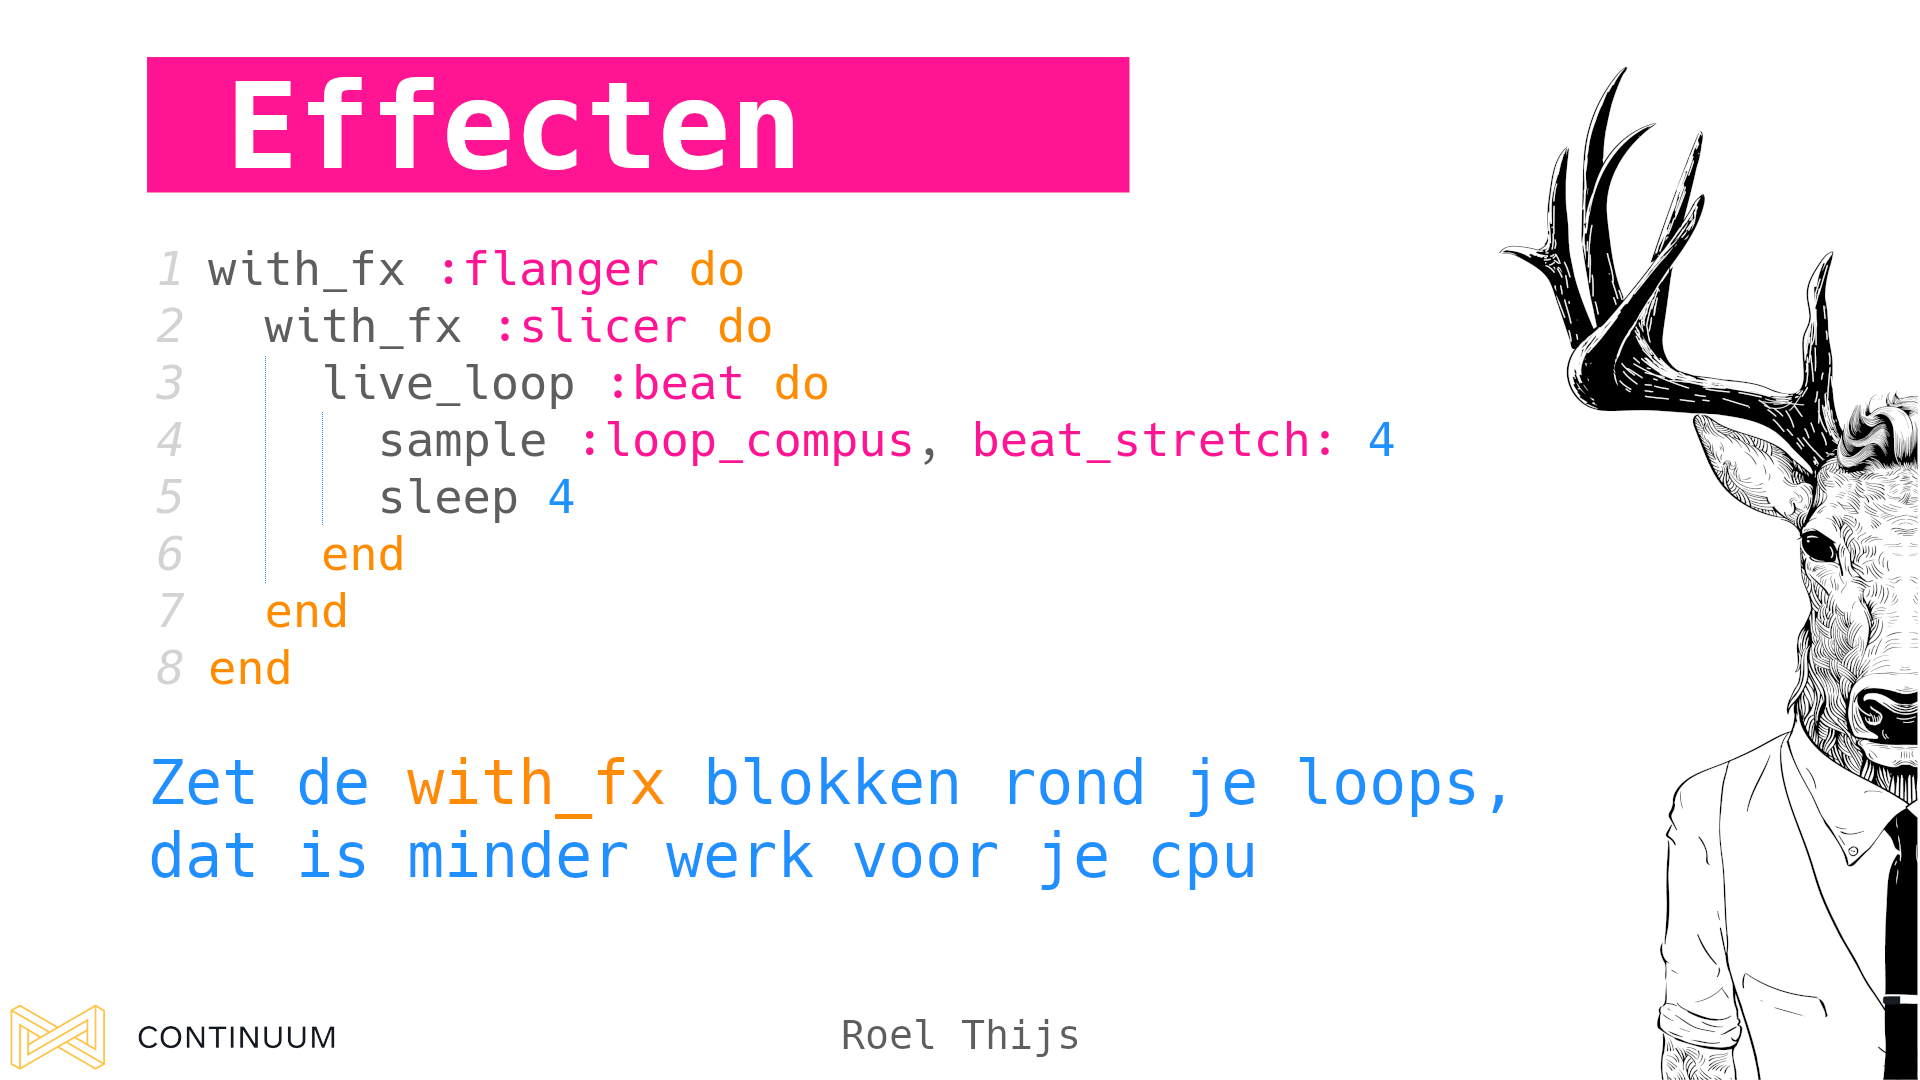 Effecten
1 with_fx :flanger do
2   with_fx :slicer do
3     live_loop :beat do
4       sample :loop_compus, beat_stretch: 4
5       sleep 4
6     end
7   end
8 end
Zet de with_fx blokken rond je loops,
dat is minder werk voor je cpu
CONTINUUM
Roel Thijs